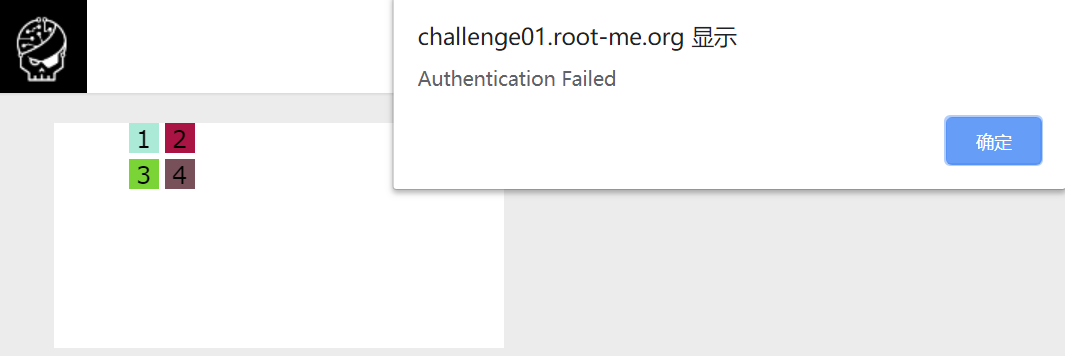 challenge01.root-me.org 显示
Authentication Failed
确定
1 2
3 4